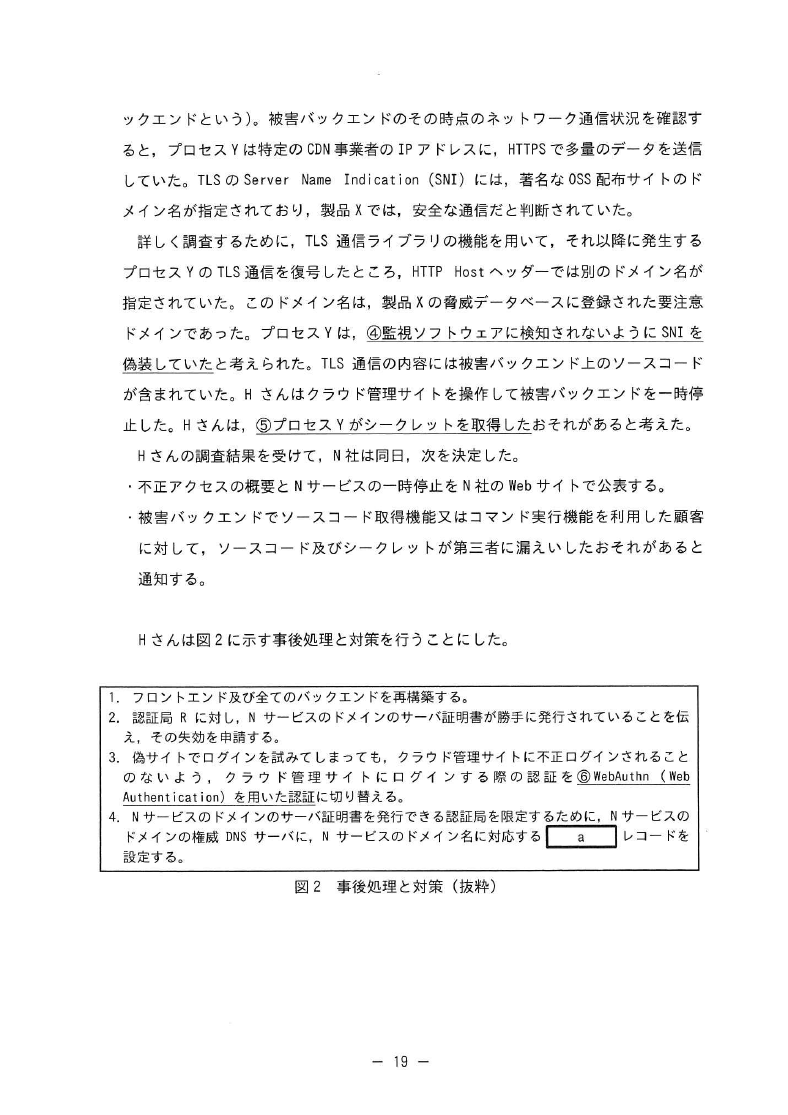 ックエンドという)。被害バックエンドのその時点のネットワーク通信状況を確認す
ると，プロセスYは特定のCDN事業者のIPアドレスに，HTTPSで多量のデータを送信
していた。TLSのServer Name Indication (SNI) には，著名なOSS配布サイトのド
メイン名が指定されており，製品Xでは，安全な通信だと判断されていた。
詳しく調査するために，TLS 通信ライブラリの機能を用いて，それ以降に発生する
プロセスYのTLS通信を復号したところ，HTTP Hostヘッダーでは別のドメイン名が
指定されていた。このドメイン名は，製品Xの脅威データベースに登録された要注意
ドメインであった。プロセスYは，④監視ソフトウェアに検知されないようにSNIを
偽装していたと考えられた。TLS 通信の内容には被害バックエンド上のソースコード
が含まれていた。H さんはクラウド管理サイトを操作して被害バックエンドを一時停
止した。Hさんは，⑤プロセスYがシークレットを取得したおそれがあると考えた。
Hさんの調査結果を受けて，N社は同日，次を決定した。
・不正アクセスの概要とNサービスの一時停止をN社のWebサイトで公表する。
・被害バックエンドでソースコード取得機能又はコマンド実行機能を利用した顧客
に対して，ソースコード及びシークレットが第三者に漏えいしたおそれがあると
通知する。
Hさんは図2に示す事後処理と対策を行うことにした。
1. フロントエンド及び全てのバックエンドを再構築する。
2. 認証局 R に対し，N サービスのドメインのサーバ証明書が勝手に発行されていることを伝
え，その失効を申請する。
3. 偽サイトでログインを試みてしまっても，クラウド管理サイトに不正ログインされること
のないよう，クラウド管理サイトにログインする際の認証を⑥WebAuthn (Web
Authentication) を用いた認証に切り替える。
4. Nサービスのドメインのサーバ証明書を発行できる認証局を限定するために，Nサービスの
ドメインの権威 DNS サーバに，N サービスのドメイン名に対応する a レコードを
設定する。
図2 事後処理と対策（抜粋）
— 19 —